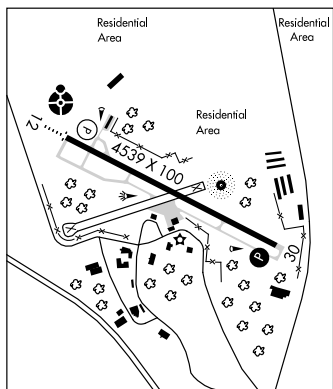 Residential
Area
Residential
Area
12
P
Residential
Area
4539 X 100
30
P